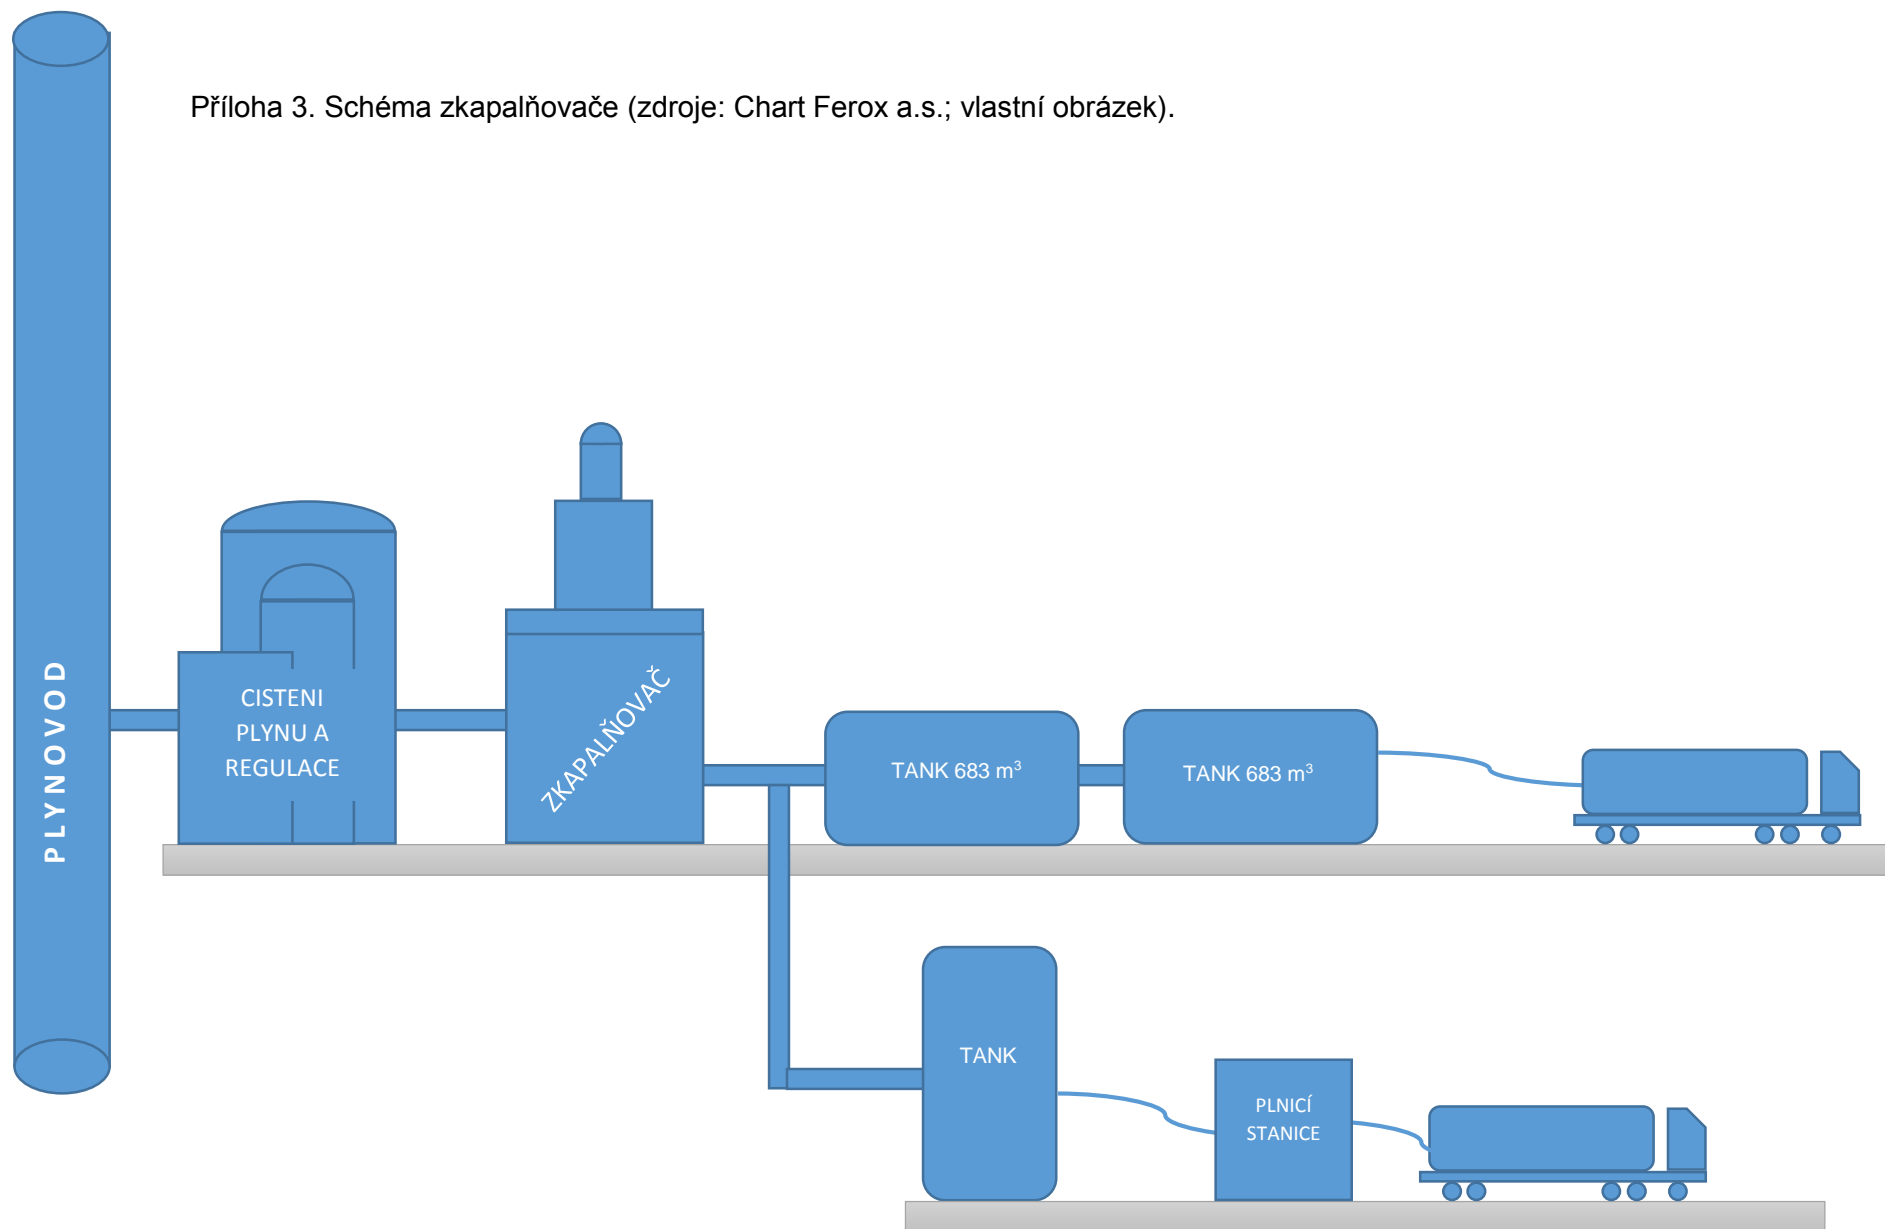 Příloha 3. Schéma zkapalňovače (zdroje: Chart Ferox a.s.; vlastní obrázek).
PLYNOVOD
CISTENI
PLYNU A
REGULACE
ZKAPALŇOVAČ
TANK 683 m³
TANK 683 m³
TANK
PLNICÍ
STANICE